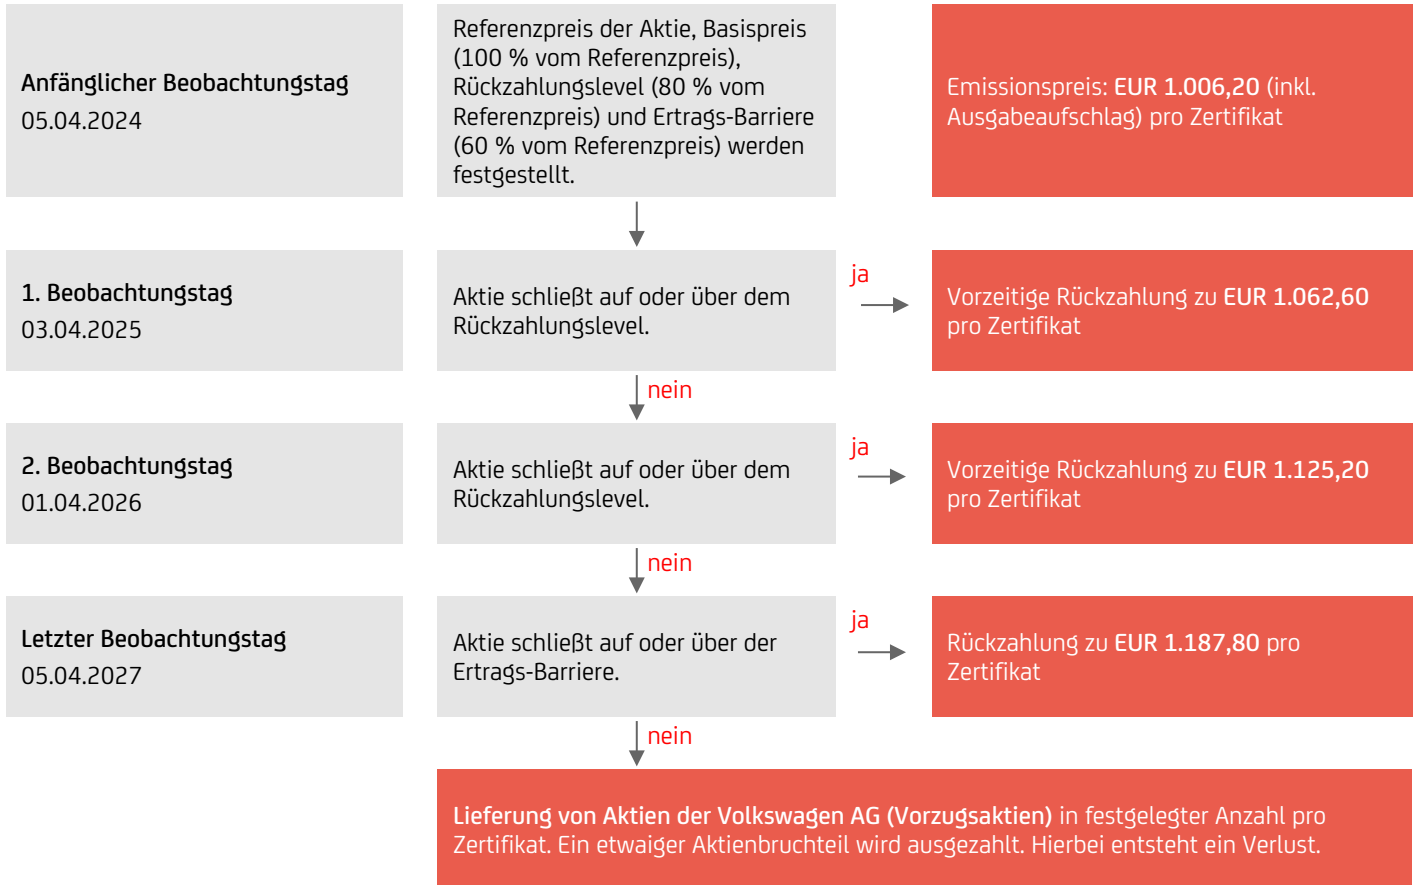 Anfänglicher Beobachtungstag
05.04.2024
Referenzpreis der Aktie, Basispreis
(100 % vom Referenzpreis),
Rückzahlungslevel (80 % vom
Referenzpreis) und Ertrags-Barriere
(60 % vom Referenzpreis) werden
festgestellt.
Emissionspreis: EUR 1.006,20 (inkl.
Ausgabeaufschlag) pro Zertifikat
1. Beobachtungstag
03.04.2025
Aktie schließt auf oder über dem
Rückzahlungslevel.
ja
Vorzeitige Rückzahlung zu EUR 1.062,60
pro Zertifikat
nein
2. Beobachtungstag
01.04.2026
Aktie schließt auf oder über dem
Rückzahlungslevel.
ja
Vorzeitige Rückzahlung zu EUR 1.125,20
pro Zertifikat
nein
Letzter Beobachtungstag
05.04.2027
Aktie schließt auf oder über der
Ertrags-Barriere.
ja
Rückzahlung zu EUR 1.187,80 pro
Zertifikat
nein
Lieferung von Aktien der Volkswagen AG (Vorzugsaktien) in festgelegter Anzahl pro
Zertifikat. Ein etwaiger Aktienbruchteil wird ausgezahlt. Hierbei entsteht ein Verlust.